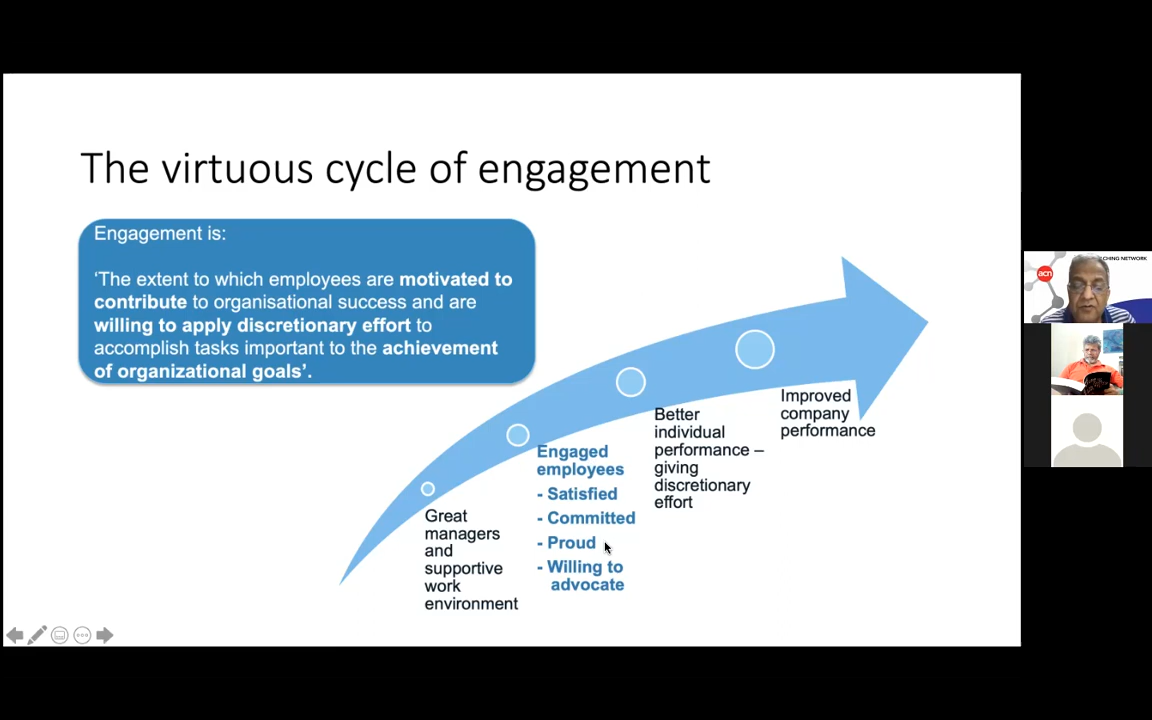 The virtuous cycle of engagement
Engagement is:
‘The extent to which employees are motivated to
contribute to organisational success and are
willing to apply discretionary effort to
accomplish tasks important to the achievement
of organizational goals’.
Great
managers
and
supportive
work
environment
Engaged
employees
- Satisfied
- Committed
- Proud
- Willing to
advocate
Better
individual
performance –
giving
discretionary
effort
Improved
company
performance
acn
CHING NETWORK